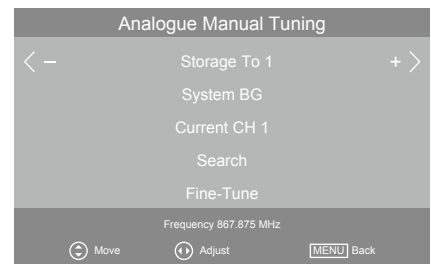 Analogue Manual Tuning
< − Storage To 1 + >
System BG
Current CH 1
Search
Fine-Tune
Frequency 867.875 MHz
Move Adjust MENU Back